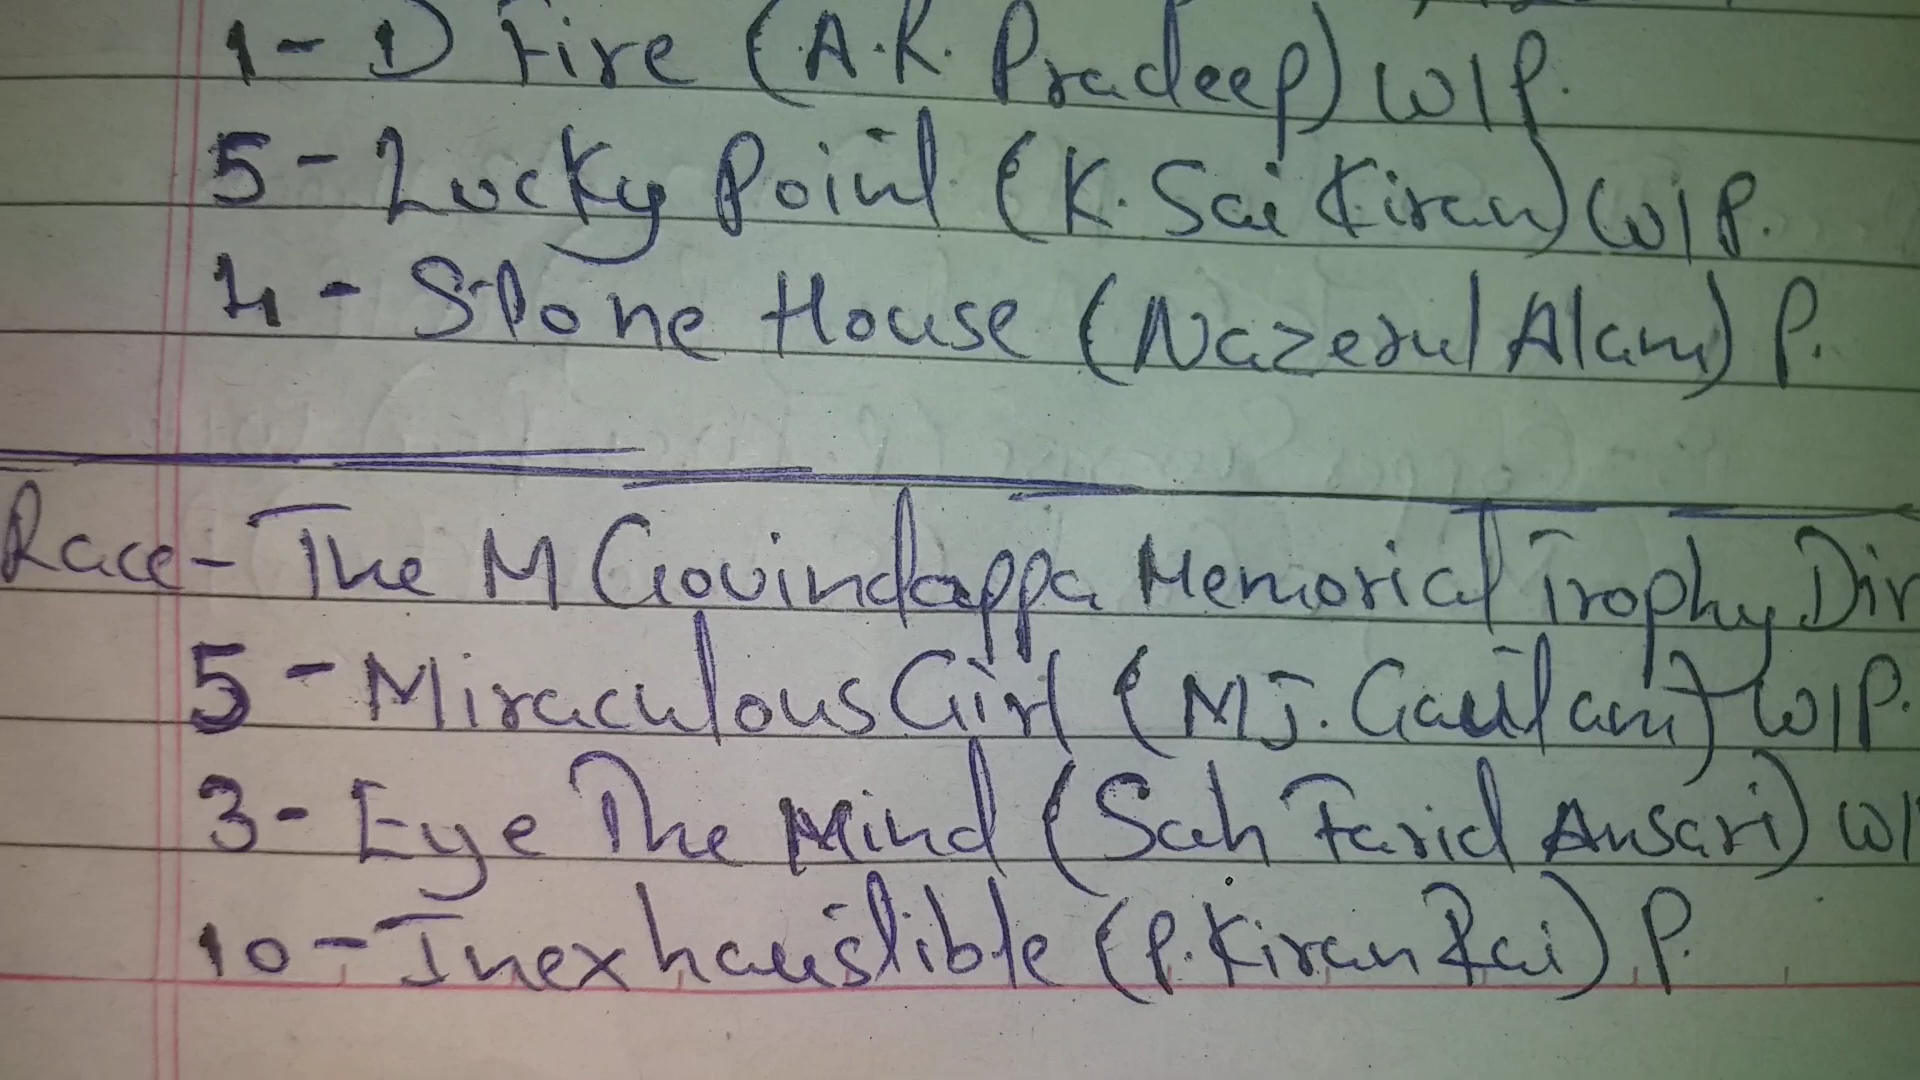 1 - D Fire (A.R. Pradeep) W/P.
5 - Lucky Point (K. Sai Kiran) W/P.
4 - Stone House (Nazerul Alam) P.
Race - The M Govindappa Memorial Trophy Div
5 - Miraculous Girl (M J. Gautam) W/P.
3 - Eye The Mind (Sah Farid Ansari) W/
10 - Inexhaustible (P. Kiran Rai) P.